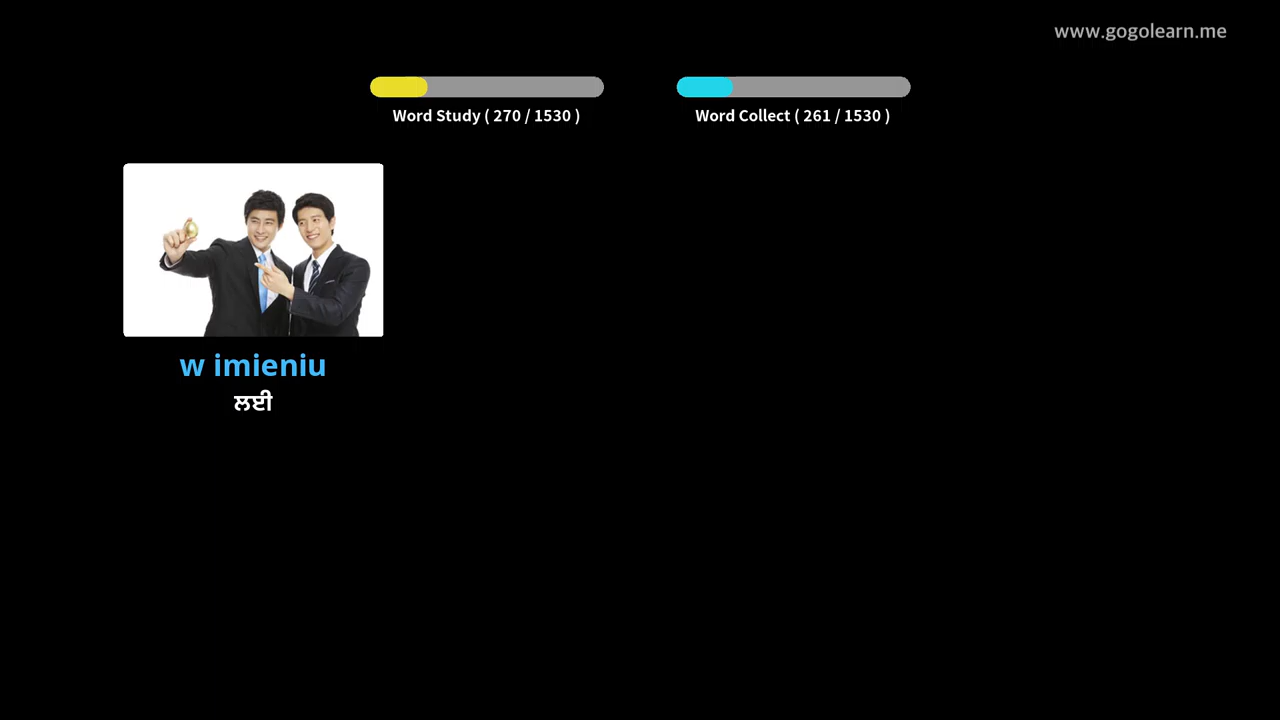 www.gogolearn.me
Word Study ( 270 / 1530 )
Word Collect ( 261 / 1530 )
w imieniu
ਲਈ